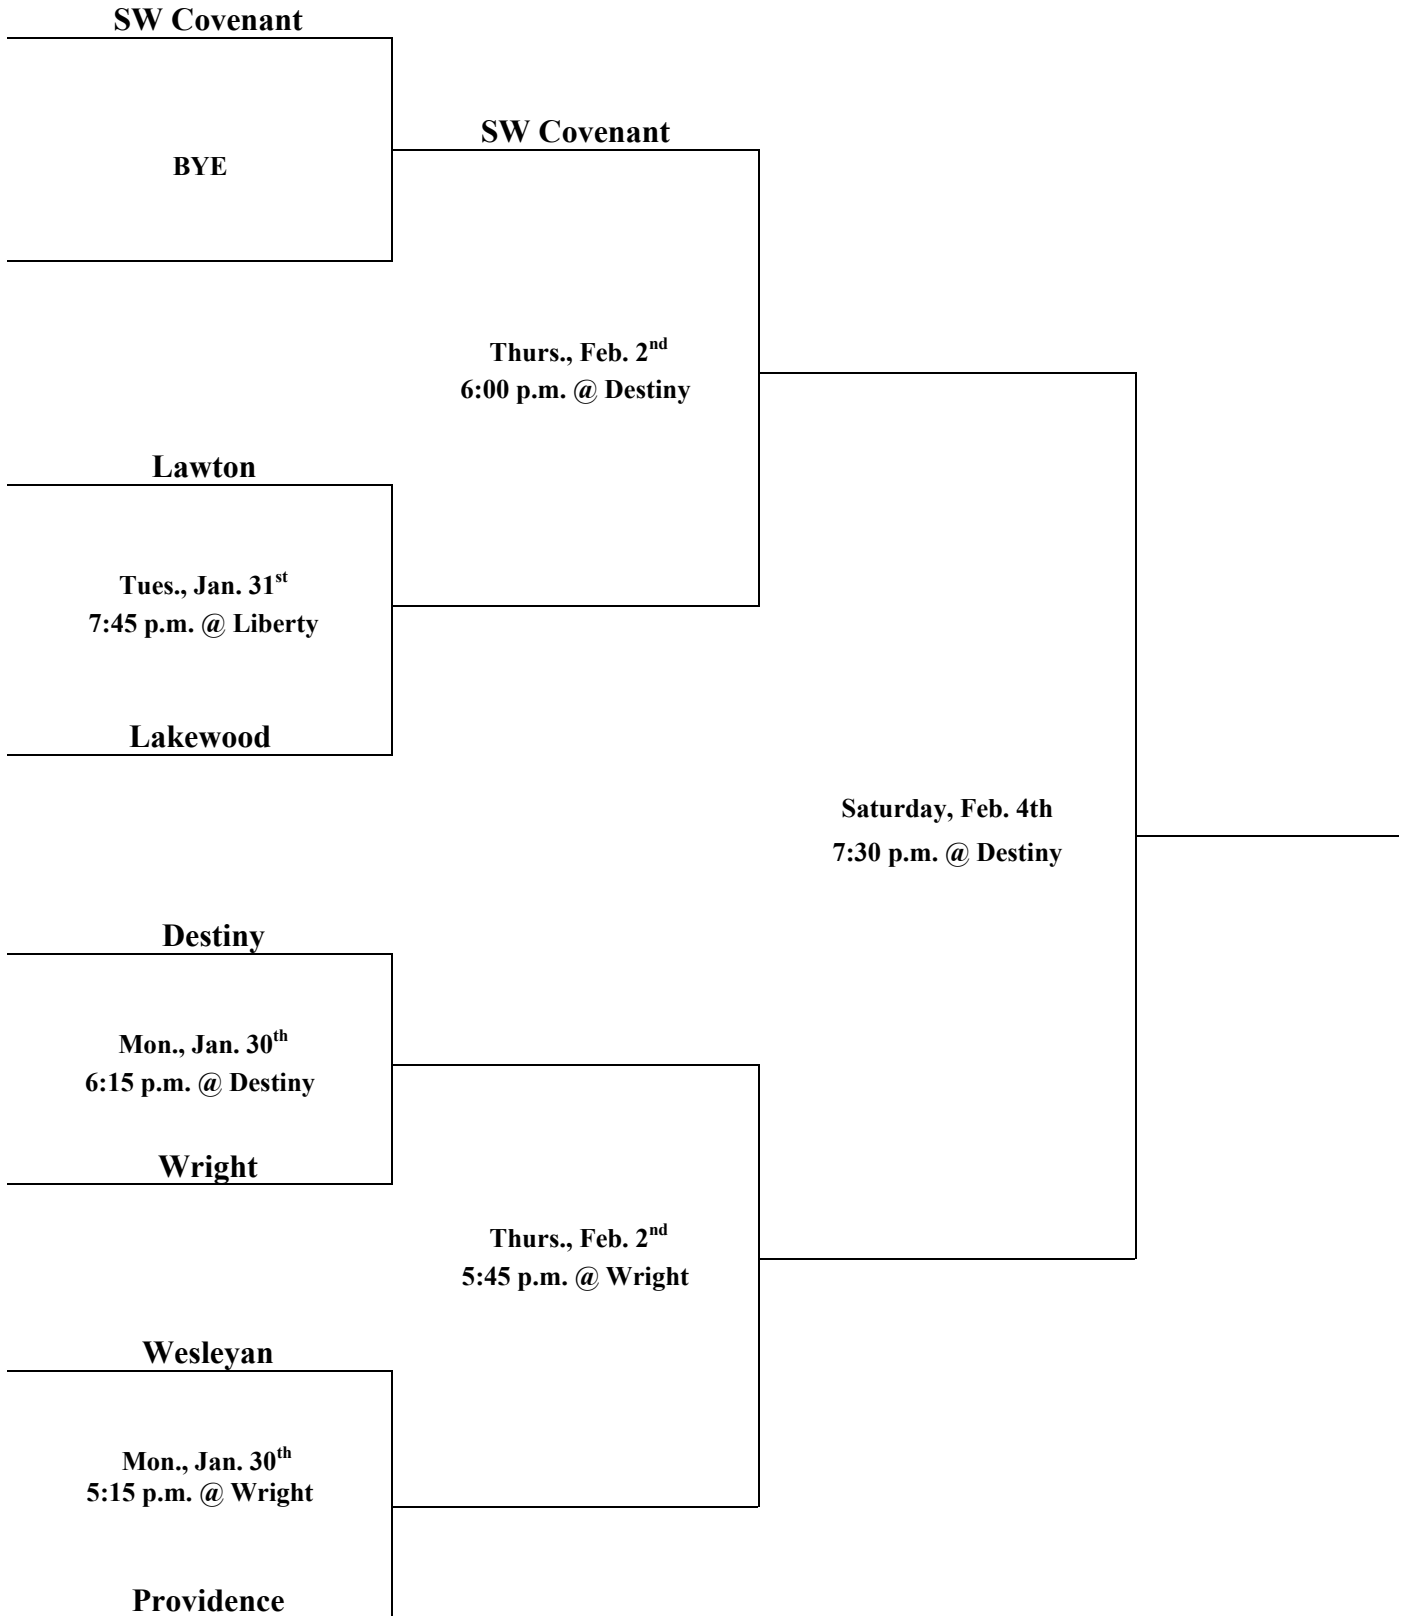 SW Covenant
SW Covenant
BYE
Thurs., Feb. 2nd
6:00 p.m. @ Destiny
Lawton
Tues., Jan. 31st
7:45 p.m. @ Liberty
Lakewood
Saturday, Feb. 4th
7:30 p.m. @ Destiny
Destiny
Mon., Jan. 30th
6:15 p.m. @ Destiny
Wright
Thurs., Feb. 2nd
5:45 p.m. @ Wright
Wesleyan
Mon., Jan. 30th
5:15 p.m. @ Wright
Providence